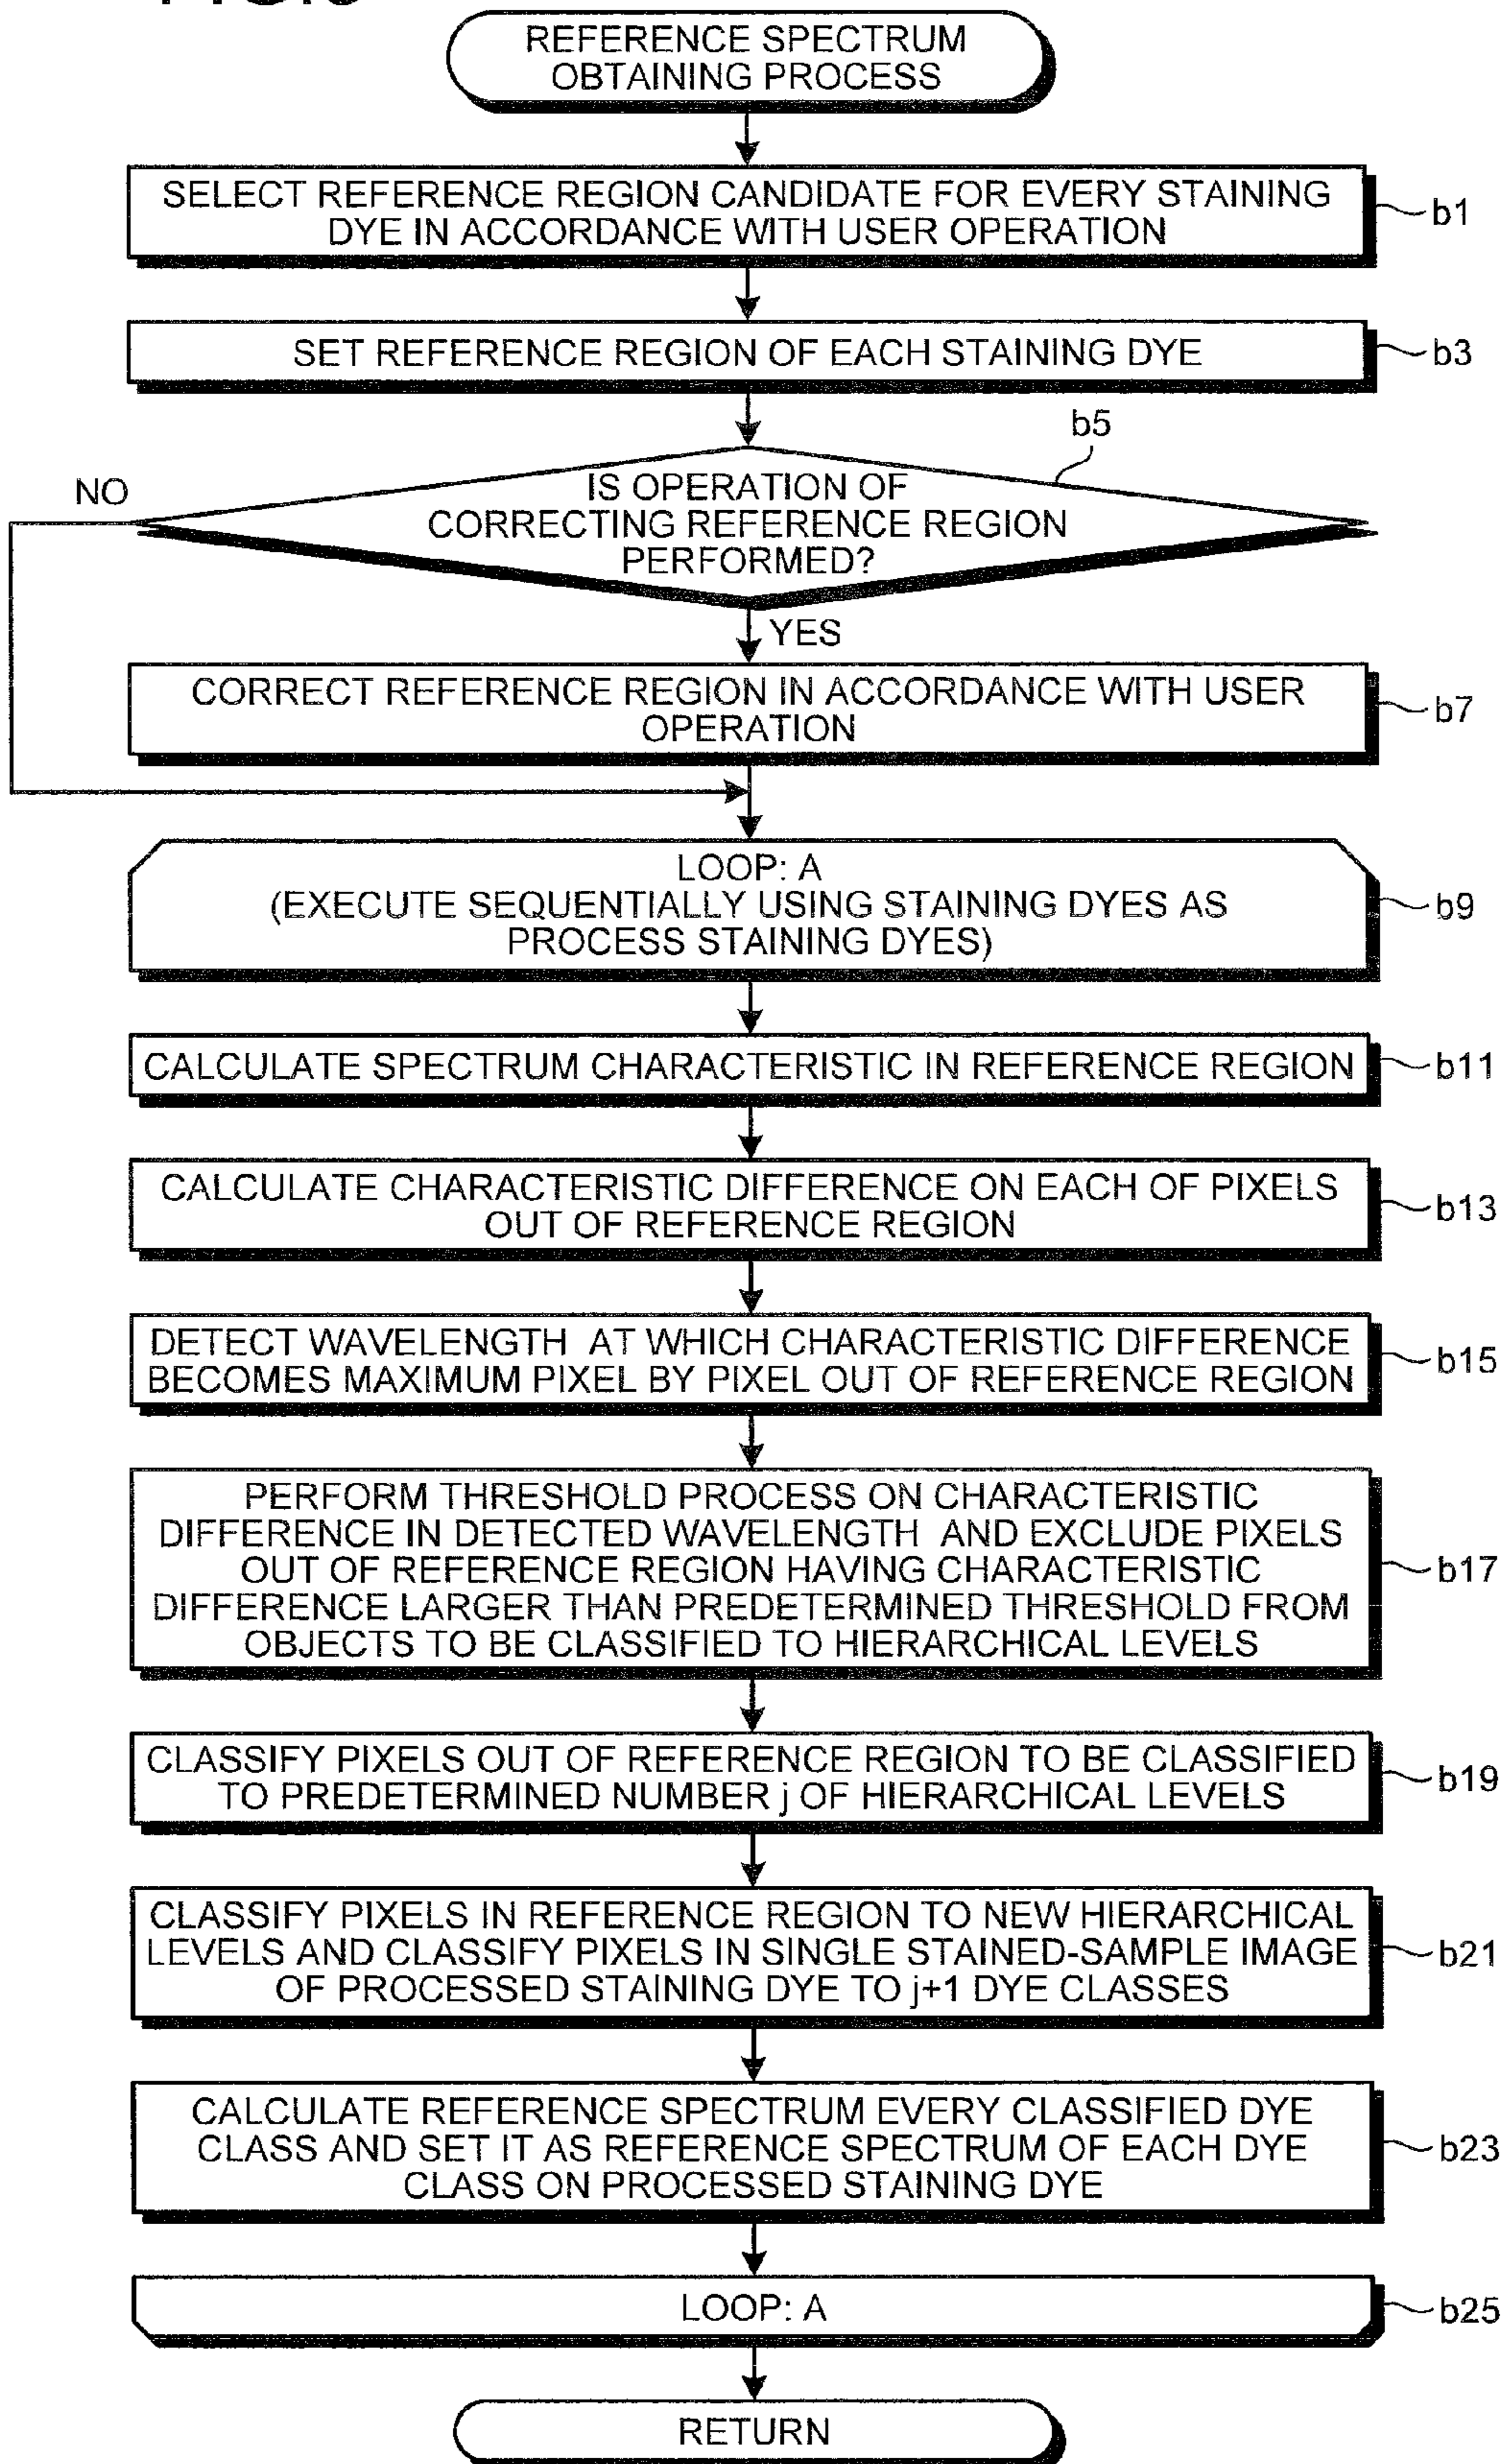 REFERENCE SPECTRUM
OBTAINING PROCESS
SELECT REFERENCE REGION CANDIDATE FOR EVERY STAINING
DYE IN ACCORDANCE WITH USER OPERATION
b1
SET REFERENCE REGION OF EACH STAINING DYE
b3
b5
NO
IS OPERATION OF
CORRECTING REFERENCE REGION
PERFORMED?
YES
CORRECT REFERENCE REGION IN ACCORDANCE WITH USER
OPERATION
b7
LOOP: A
(EXECUTE SEQUENTIALLY USING STAINING DYES AS
PROCESS STAINING DYES)
b9
CALCULATE SPECTRUM CHARACTERISTIC IN REFERENCE REGION
b11
CALCULATE CHARACTERISTIC DIFFERENCE ON EACH OF PIXELS
OUT OF REFERENCE REGION
b13
DETECT WAVELENGTH AT WHICH CHARACTERISTIC DIFFERENCE
BECOMES MAXIMUM PIXEL BY PIXEL OUT OF REFERENCE REGION
b15
PERFORM THRESHOLD PROCESS ON CHARACTERISTIC
DIFFERENCE IN DETECTED WAVELENGTH AND EXCLUDE PIXELS
OUT OF REFERENCE REGION HAVING CHARACTERISTIC
DIFFERENCE LARGER THAN PREDETERMINED THRESHOLD FROM
OBJECTS TO BE CLASSIFIED TO HIERARCHICAL LEVELS
b17
CLASSIFY PIXELS OUT OF REFERENCE REGION TO BE CLASSIFIED
TO PREDETERMINED NUMBER j OF HIERARCHICAL LEVELS
b19
CLASSIFY PIXELS IN REFERENCE REGION TO NEW HIERARCHICAL
LEVELS AND CLASSIFY PIXELS IN SINGLE STAINED-SAMPLE IMAGE
OF PROCESSED STAINING DYE TO j+1 DYE CLASSES
b21
CALCULATE REFERENCE SPECTRUM EVERY CLASSIFIED DYE
CLASS AND SET IT AS REFERENCE SPECTRUM OF EACH DYE
CLASS ON PROCESSED STAINING DYE
b23
LOOP: A
b25
RETURN